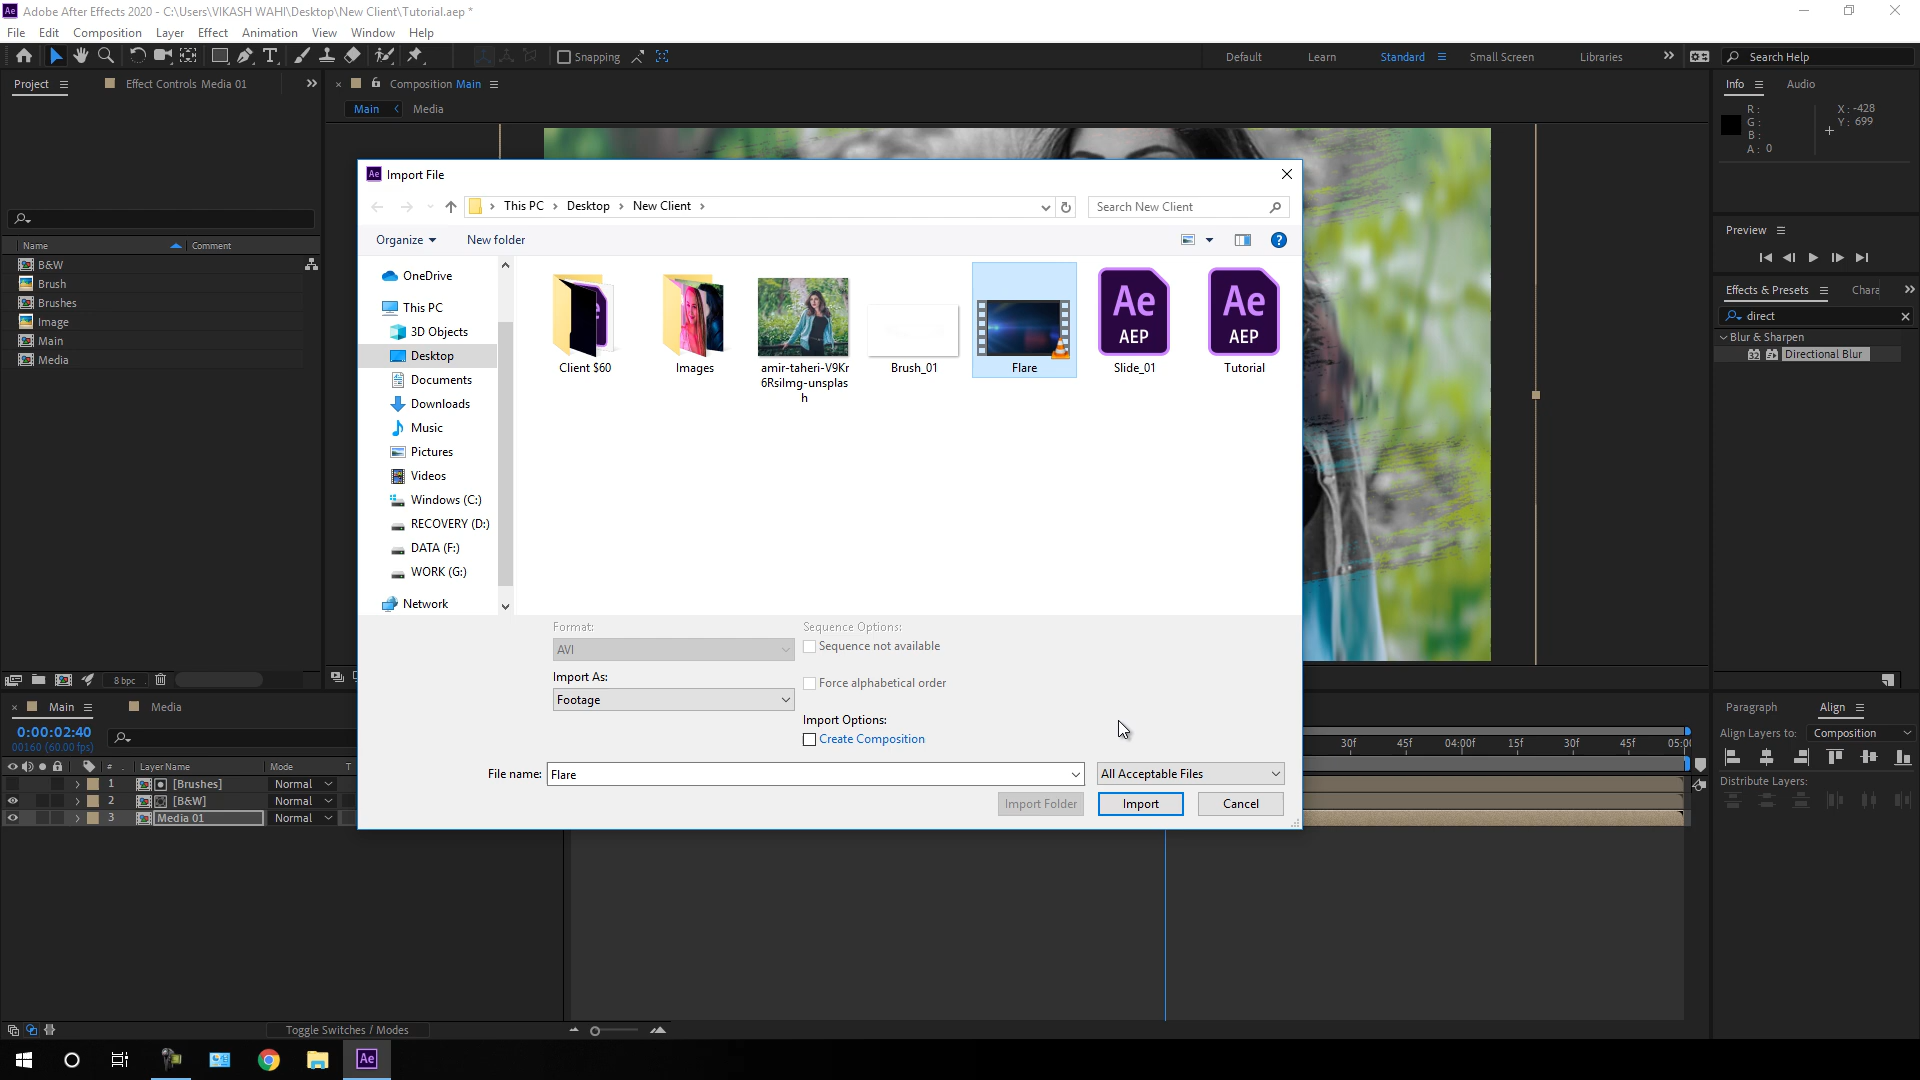 Ae Adobe After Effects 2020 - C:\Users\VIKASH WAHI\Desktop\New Client\Tutorial.aep *
File Edit Composition Layer Effect Animation View Window Help
Snapping Default Learn Standard Small Screen Libraries Search Help
Project Effect Controls Media 01 Composition Main Info Audio
Main Media
R: X: -428
G: Y: 699
B:
A: 0
Ae Import File
This PC Desktop New Client Search New Client
Organize New folder
Preview
Name Comment
B&W
Brush
Brushes
Image
Main
Media
OneDrive
This PC
3D Objects
Desktop
Documents
Downloads
Music
Pictures
Videos
Windows (C:)
RECOVERY (D:)
DATA (F:)
WORK (G:)
Network
Ae AEP Ae AEP
Client $60 Images amir-taheri-V9Kr Brush_01 Flare Slide_01 Tutorial
6Rsilmg-unsplas
h
Effects & Presets Chara
direct
Blur & Sharpen
32 Directional Blur
Format: Sequence Options:
AVI Sequence not available
Import As: Force alphabetical order
Footage
Import Options:
Create Composition
File name: Flare All Acceptable Files
Import Folder Import Cancel
8 bpc
Main Media
0:00:02:40
00160 (60.00 fps)
# Layer Name Mode T
1 [Brushes] Normal
2 [B&W] Normal
3 Media 01 Normal
30f 45f 04:00f 15f 30f 45f 05:00
Paragraph Align
Align Layers to: Composition
Distribute Layers:
Toggle Switches / Modes
Ae